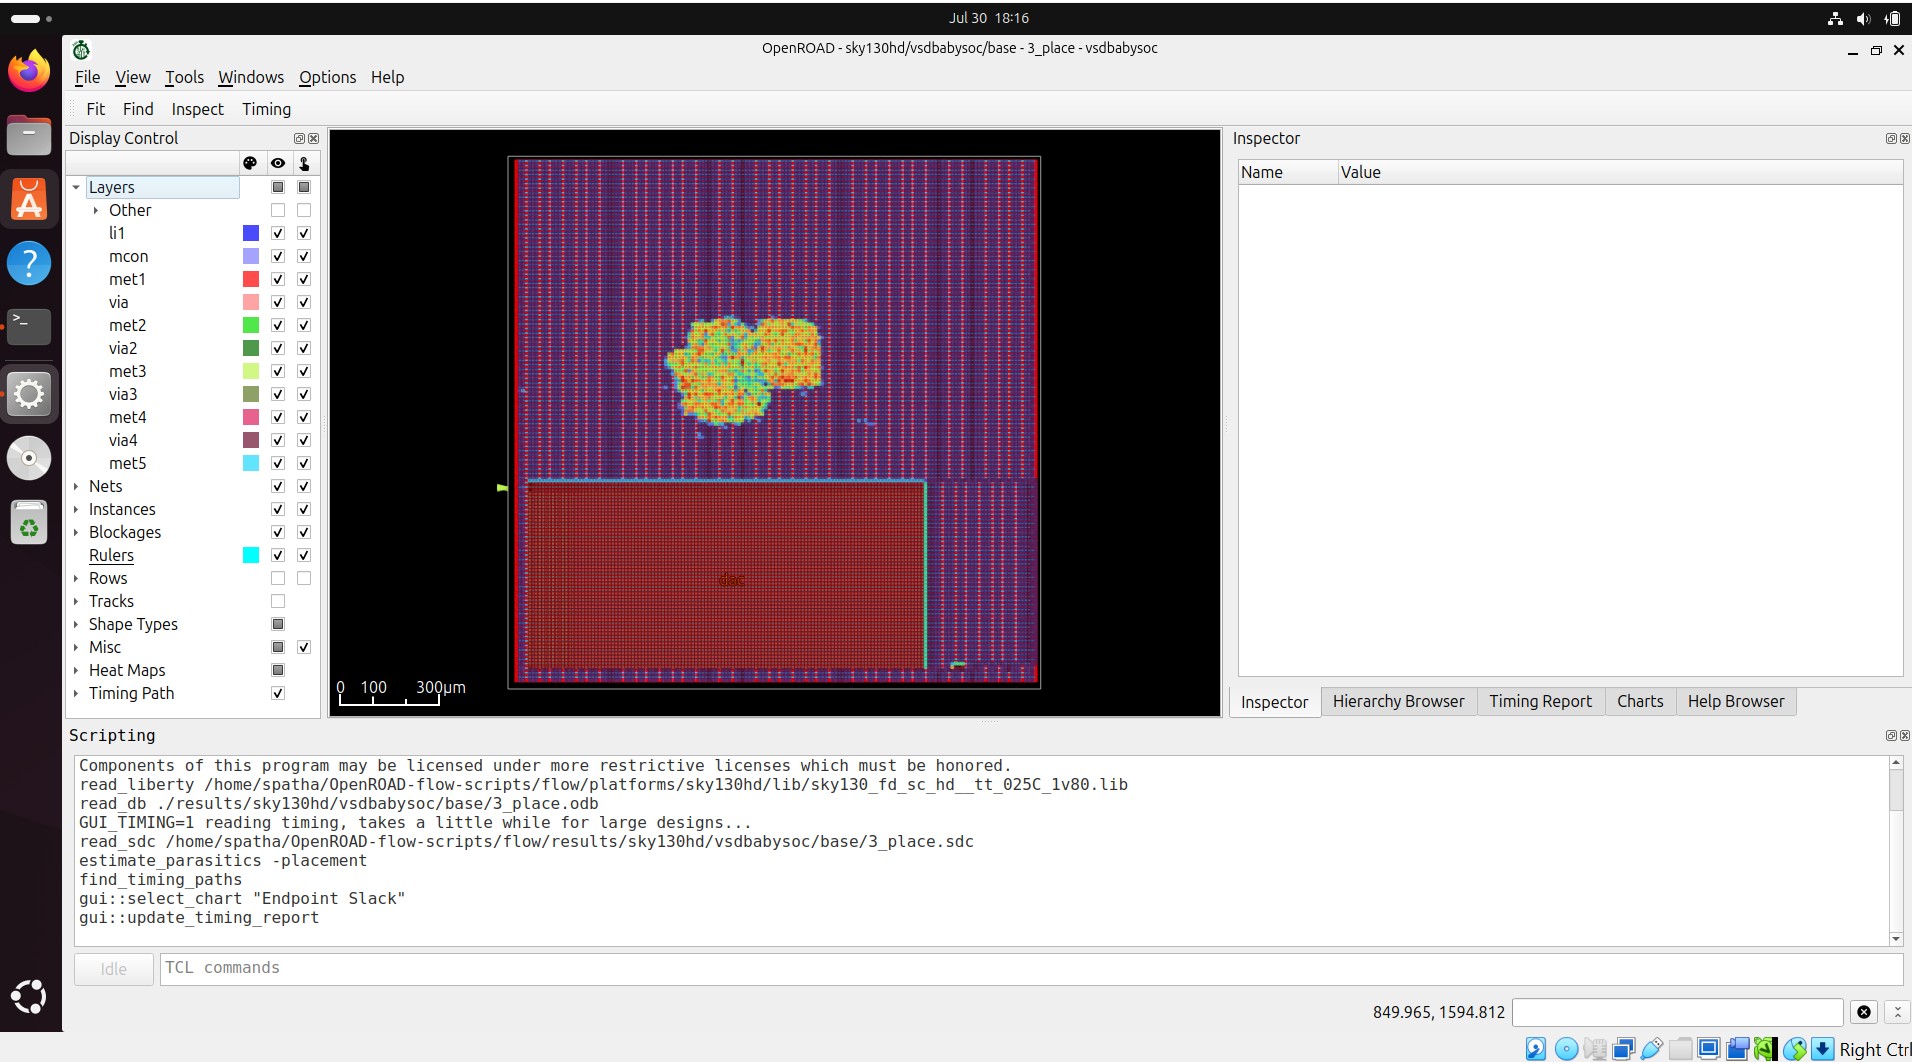 Jul 30 18:16
OpenROAD - sky130hd/vsdbabysoc/base - 3_place - vsdbabysoc
File View Tools Windows Options Help
Fit Find Inspect Timing
Display Control
Layers
Other
li1
mcon
met1
via
met2
via2
met3
via3
met4
via4
met5
Nets
Instances
Blockages
Rulers
Rows
Tracks
Shape Types
Misc
Heat Maps
Timing Path
dac
0 100 300μm
Inspector
Name Value
Inspector Hierarchy Browser Timing Report Charts Help Browser
Scripting
Components of this program may be licensed under more restrictive licenses which must be honored.
read_liberty /home/spatha/OpenROAD-flow-scripts/flow/platforms/sky130hd/lib/sky130_fd_sc_hd__tt_025C_1v80.lib
read_db ./results/sky130hd/vsdbabysoc/base/3_place.odb
GUI_TIMING=1 reading timing, takes a little while for large designs...
read_sdc /home/spatha/OpenROAD-flow-scripts/flow/results/sky130hd/vsdbabysoc/base/3_place.sdc
estimate_parasitics -placement
find_timing_paths
gui::select_chart "Endpoint Slack"
gui::update_timing_report
Idle TCL commands
849.965, 1594.812
Right Ctrl